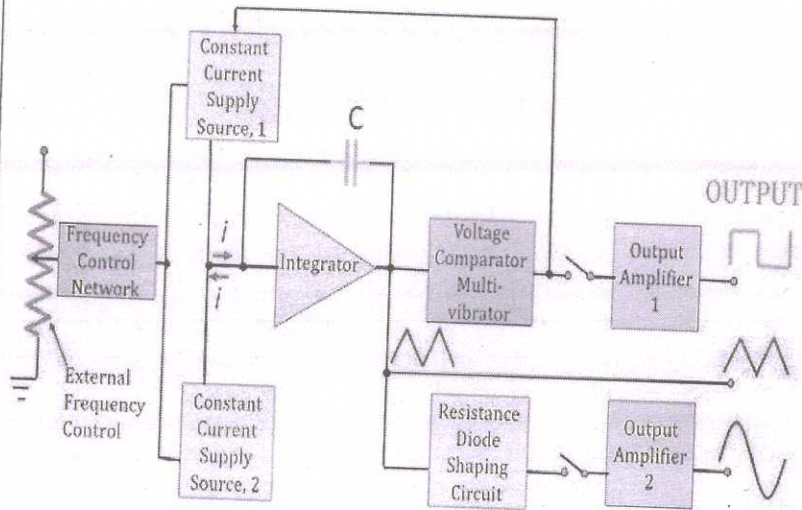 Constant
Current
Supply
Source, 1
C
OUTPUT
Frequency
Control
Network
i
i
Integrator
Voltage
Comparator
Multi-
vibrator
Output
Amplifier
1
External
Frequency
Control
Constant
Current
Supply
Source, 2
Resistance
Diode
Shaping
Circuit
Output
Amplifier
2